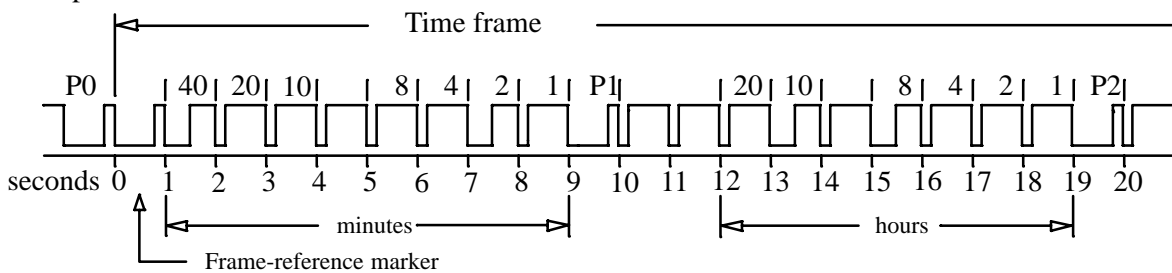 Time frame
P0 40 20 10 8 4 2 1 P1 20 10 8 4 2 1 P2
seconds 0 1 2 3 4 5 6 7 8 9 10 11 12 13 14 15 16 17 18 19 20
minutes hours
Frame-reference marker